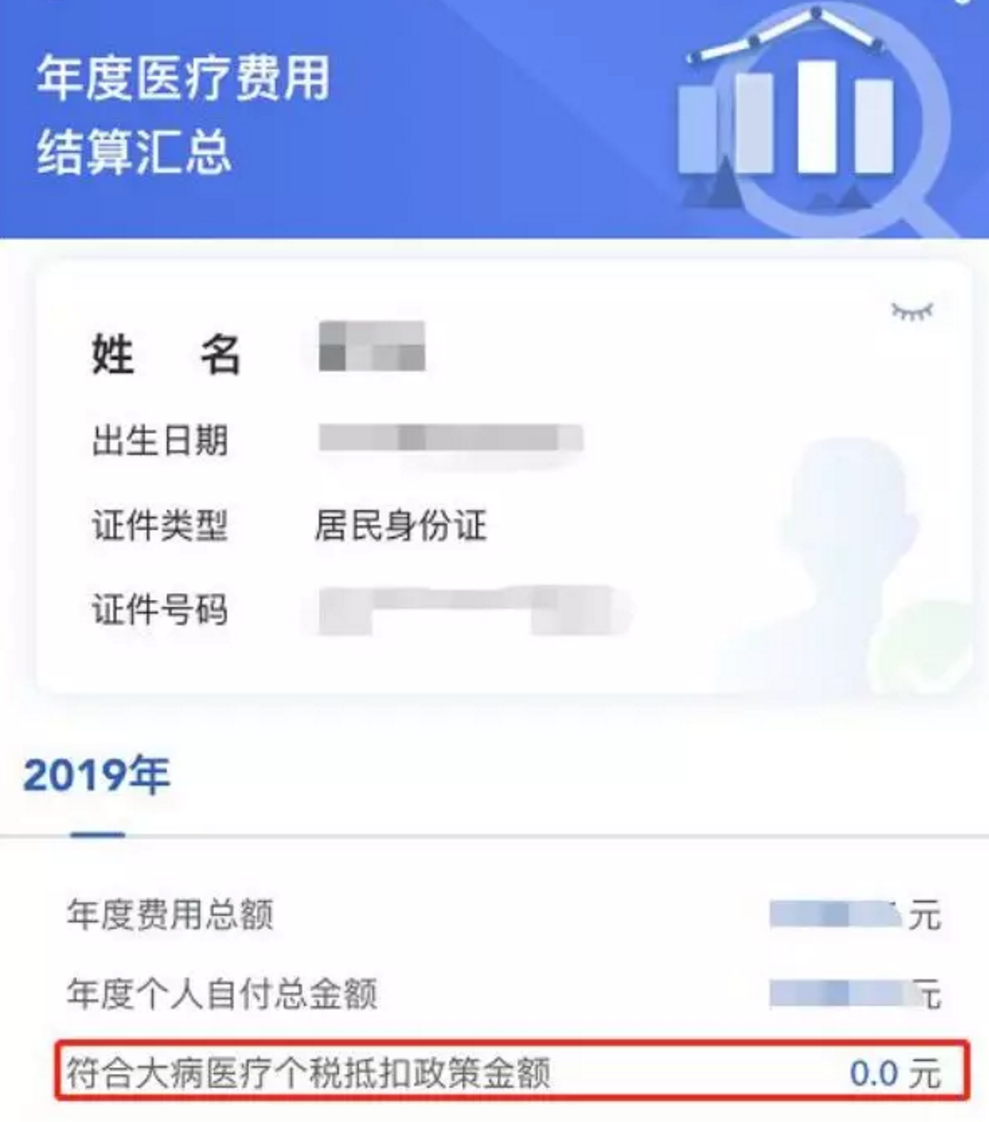 年度医疗费用
结算汇总
姓 名
出生日期
证件类型 居民身份证
证件号码
2019年
年度费用总额 元
年度个人自付总金额 元
符合大病医疗个税抵扣政策金额 0.0 元